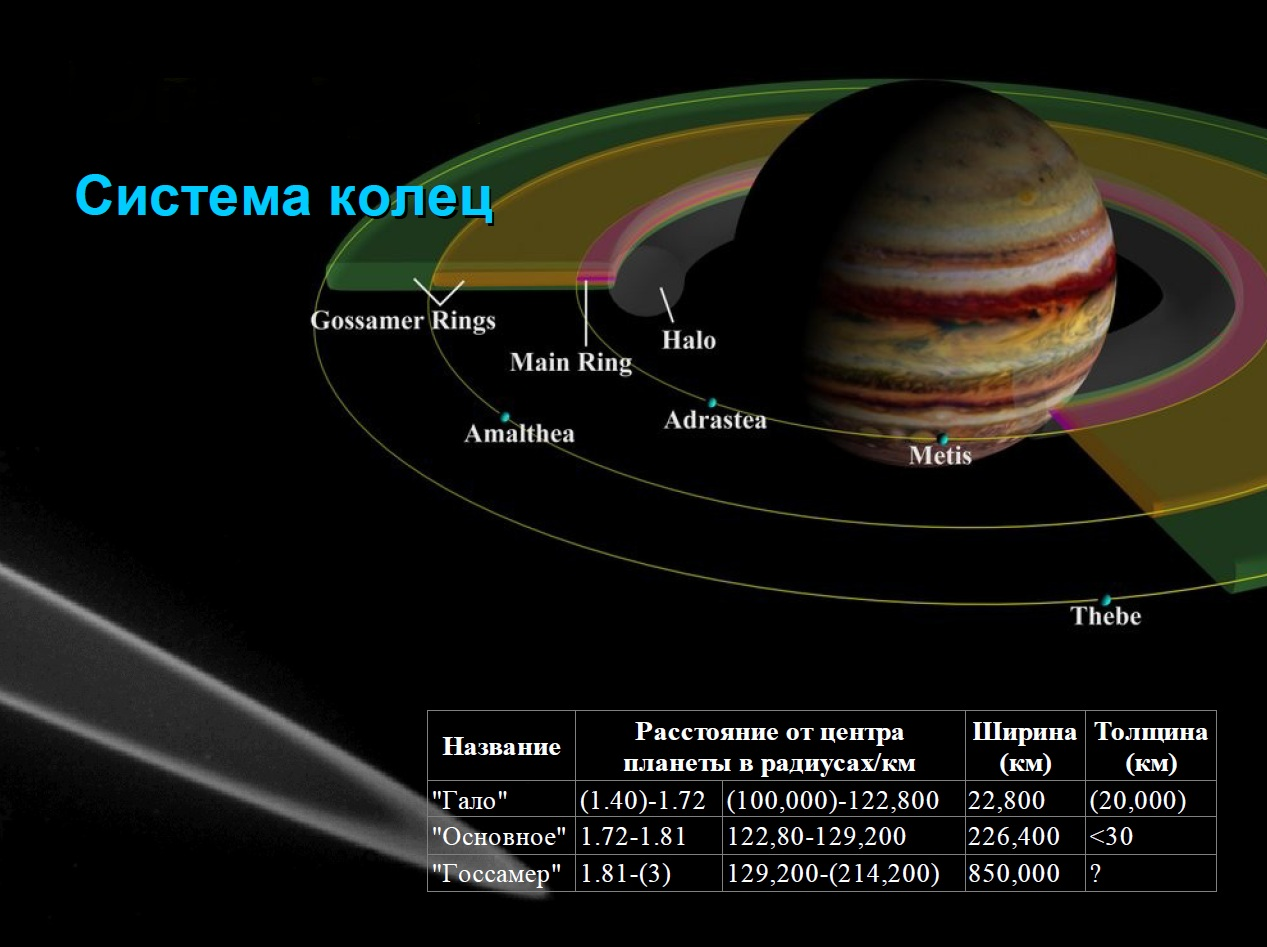 Система колец
Gossamer Rings
Halo
Main Ring
Adrastea
Amalthea
Metis
Thebe
Название Расстояние от центра планеты в радиусах/км Ширина (км) Толщина (км)
"Гало" (1.40)-1.72 (100,000)-122,800 22,800 (20,000)
"Основное" 1.72-1.81 122,80-129,200 226,400 <30
"Госсамер" 1.81-(3) 129,200-(214,200) 850,000 ?